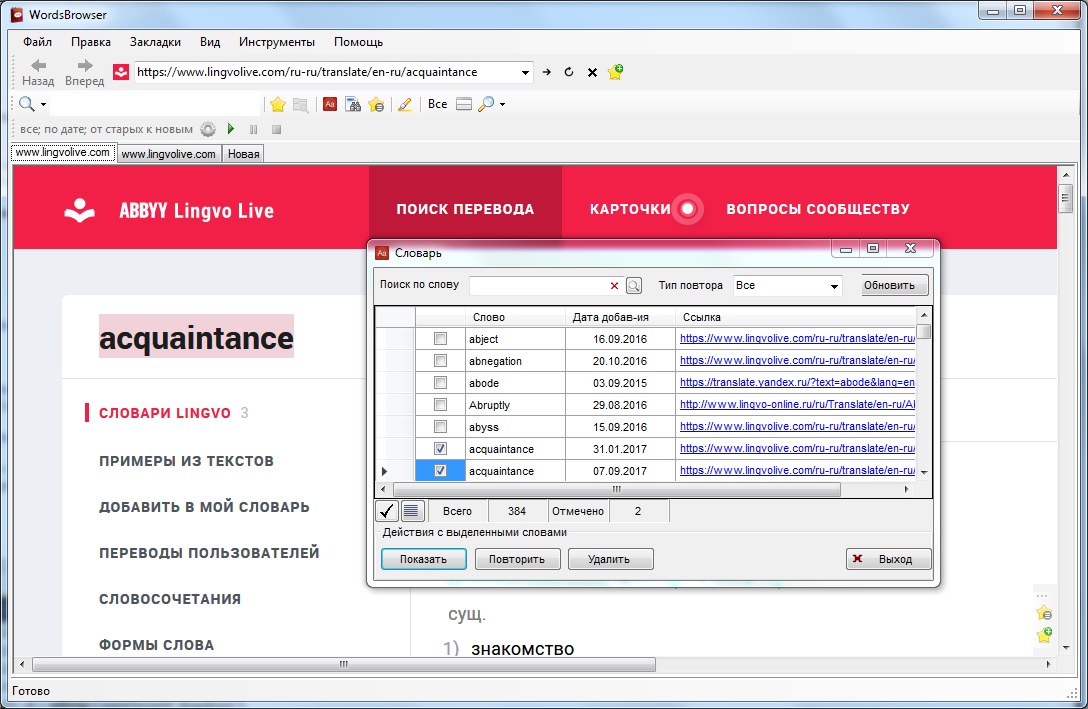 WordsBrowser
Файл Правка Закладки Вид Инструменты Помощь
Назад Вперед https://www.lingvolive.com/ru-ru/translate/en-ru/acquaintance
Aa Все
все; по дате; от старых к новым
www.lingvolive.com www.lingvolive.com Новая
ABBYY Lingvo Live ПОИСК ПЕРЕВОДА КАРТОЧКИ ВОПРОСЫ СООБЩЕСТВУ
Aa Словарь
Поиск по слову Тип повтора Все Обновить
Слово Дата добав-ия Ссылка
abject 16.09.2016 https://www.lingvolive.com/ru-ru/translate/en-ru/
abnegation 20.10.2016 https://www.lingvolive.com/ru-ru/translate/en-ru/
abode 03.09.2015 https://translate.yandex.ru/?text=abode&lang=en
Abruptly 29.08.2016 http://www.lingvo-online.ru/ru/Translate/en-ru/Al
abyss 15.09.2016 https://www.lingvolive.com/ru-ru/translate/en-ru/
acquaintance 31.01.2017 https://www.lingvolive.com/ru-ru/translate/en-ru/
acquaintance 07.09.2017 https://www.lingvolive.com/ru-ru/translate/en-ru/
Всего 384 Отмечено 2
Действия с выделенными словами
Показать Повторить Удалить Выход
acquaintance
СЛОВАРИ LINGVO 3
ПРИМЕРЫ ИЗ ТЕКСТОВ
ДОБАВИТЬ В МОЙ СЛОВАРЬ
ПЕРЕВОДЫ ПОЛЬЗОВАТЕЛЕЙ
СЛОВОСОЧЕТАНИЯ
ФОРМЫ СЛОВА
сущ.
1) знакомство
Готово